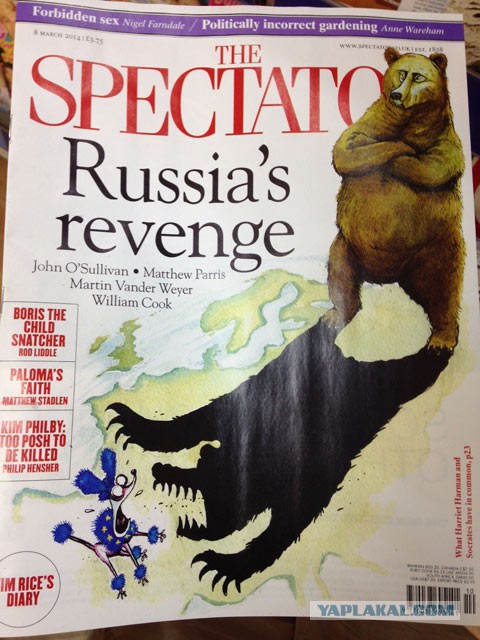 Forbidden sex Nigel Farndale / Politically incorrect gardening Anne Wareham
8 MARCH 2014 | £3.75
WWW.SPECTATOR.CO.UK | EST. 1828
THE
SPECTATO
Russia's
revenge
John O'Sullivan • Matthew Parris
Martin Vander Weyer
William Cook
BORIS THE
CHILD
SNATCHER
ROD LIDDLE
PALOMA'S
FAITH
MATTHEW STADLEN
KIM PHILBY:
TOO POSH TO
BE KILLED
PHILIP HENSHER
IM RICE'S
DIARY
What Harriet Harman and
Socrates have in common, p23
10
YAPLAKAL.COM